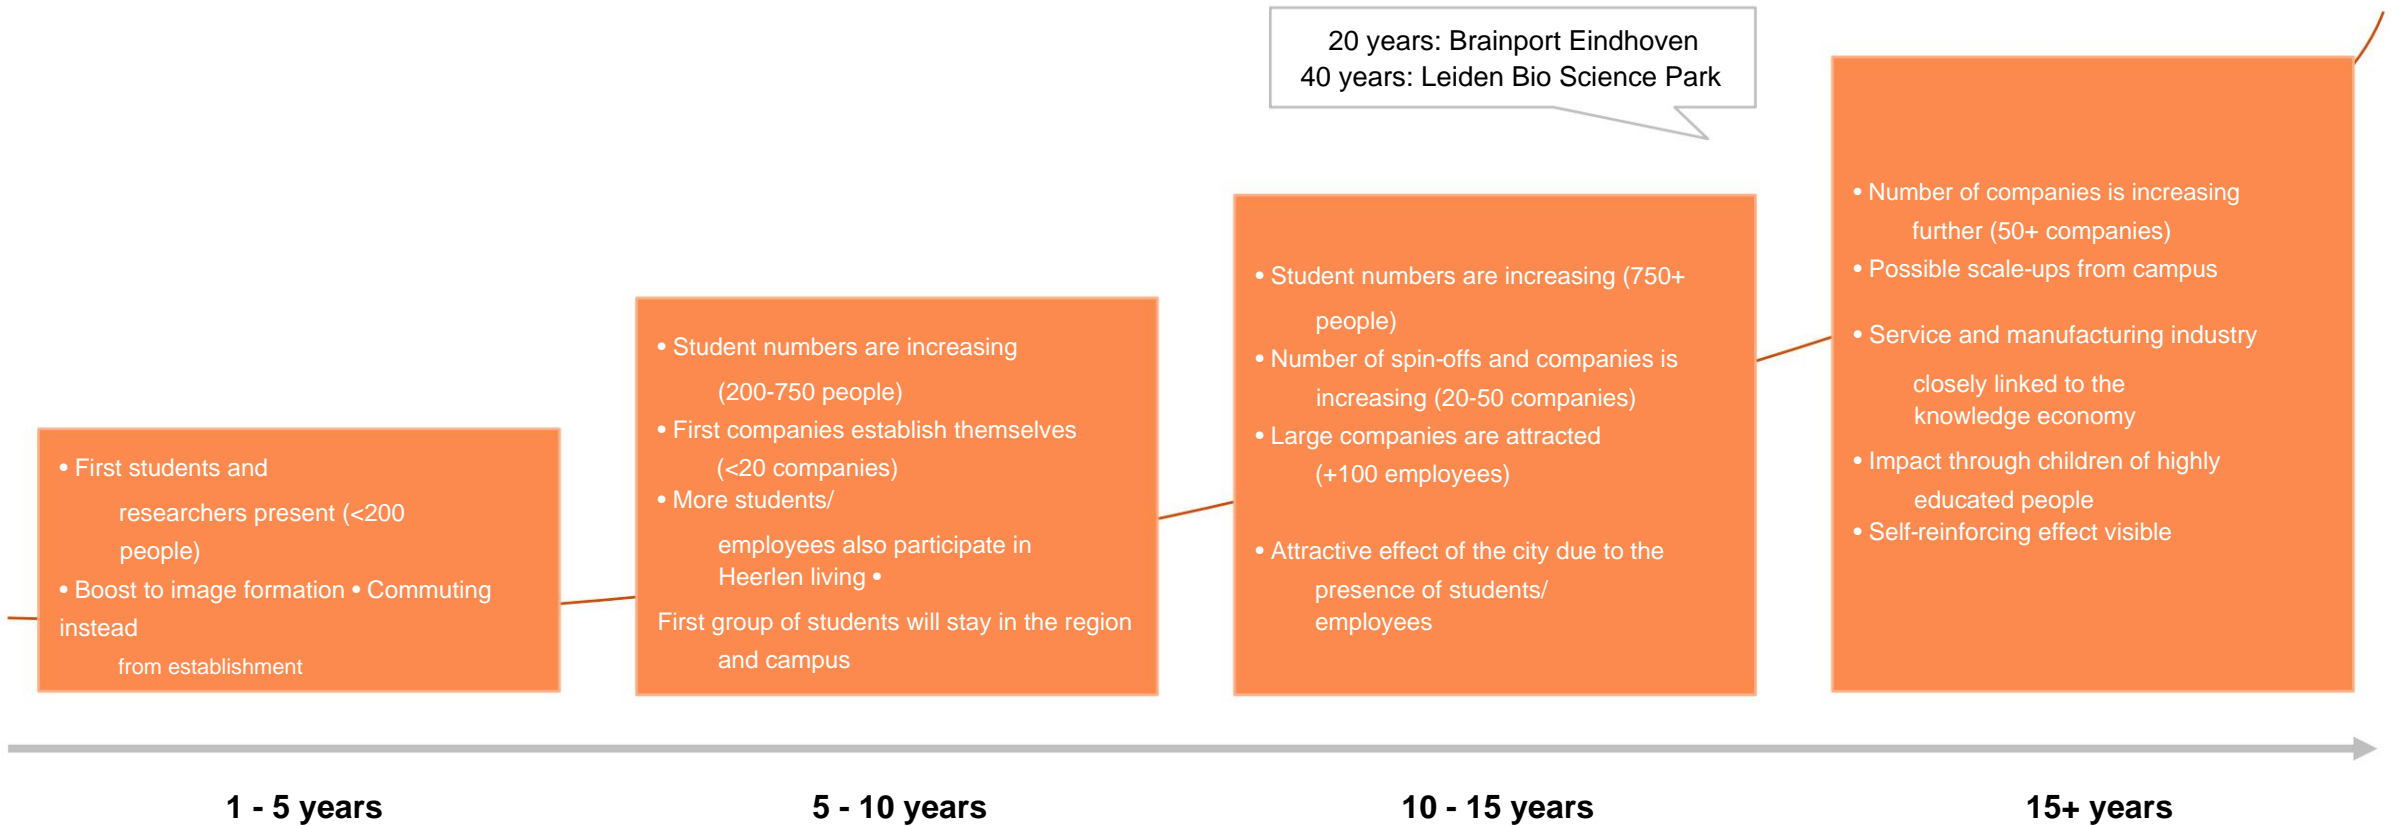 20 years: Brainport Eindhoven
40 years: Leiden Bio Science Park
• First students and
researchers present (<200
people)
• Boost to image formation • Commuting
instead
from establishment
• Student numbers are increasing
(200-750 people)
• First companies establish themselves
(<20 companies)
• More students/
employees also participate in
Heerlen living •
First group of students will stay in the region
and campus
• Student numbers are increasing (750+
people)
• Number of spin-offs and companies is
increasing (20-50 companies)
• Large companies are attracted
(+100 employees)
• Attractive effect of the city due to the
presence of students/
employees
• Number of companies is increasing
further (50+ companies)
• Possible scale-ups from campus
• Service and manufacturing industry
closely linked to the
knowledge economy
• Impact through children of highly
educated people
• Self-reinforcing effect visible
1 - 5 years
5 - 10 years
10 - 15 years
15+ years